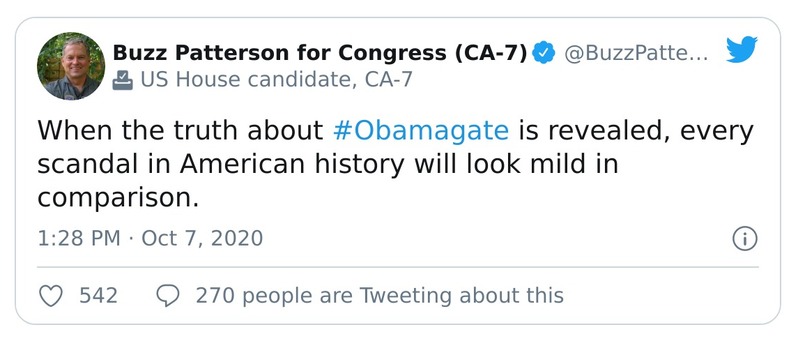 Buzz Patterson for Congress (CA-7) @BuzzPatte...
US House candidate, CA-7
When the truth about #Obamagate is revealed, every
scandal in American history will look mild in
comparison.
1:28 PM · Oct 7, 2020
542 270 people are Tweeting about this